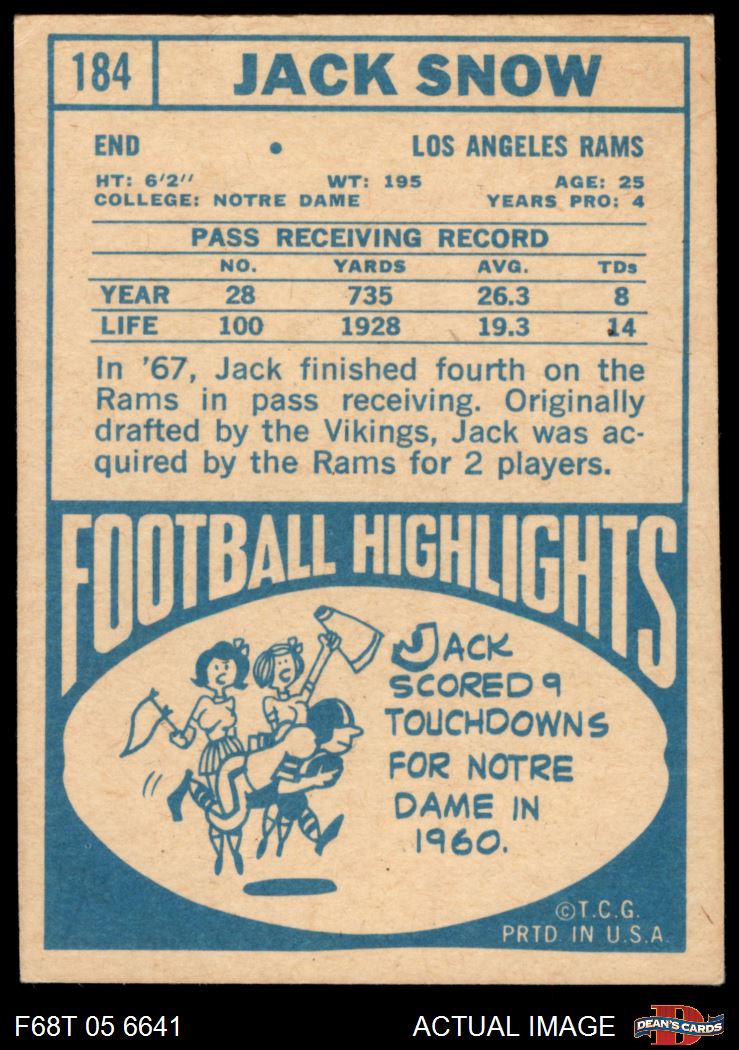 184 JACK SNOW
END • LOS ANGELES RAMS
HT: 6'2" WT: 195 AGE: 25
COLLEGE: NOTRE DAME YEARS PRO: 4
PASS RECEIVING RECORD
NO. YARDS AVG. TDs
YEAR 28 735 26.3 8
LIFE 100 1928 19.3 14
In '67, Jack finished fourth on the
Rams in pass receiving. Originally
drafted by the Vikings, Jack was ac-
quired by the Rams for 2 players.
FOOTBALL HIGHLIGHTS
JACK
SCORED 9
TOUCHDOWNS
FOR NOTRE
DAME IN
1960.
©T.C.G.
PRTD. IN U.S.A.
F68T 05 6641 ACTUAL IMAGE DEAN'S CARDS